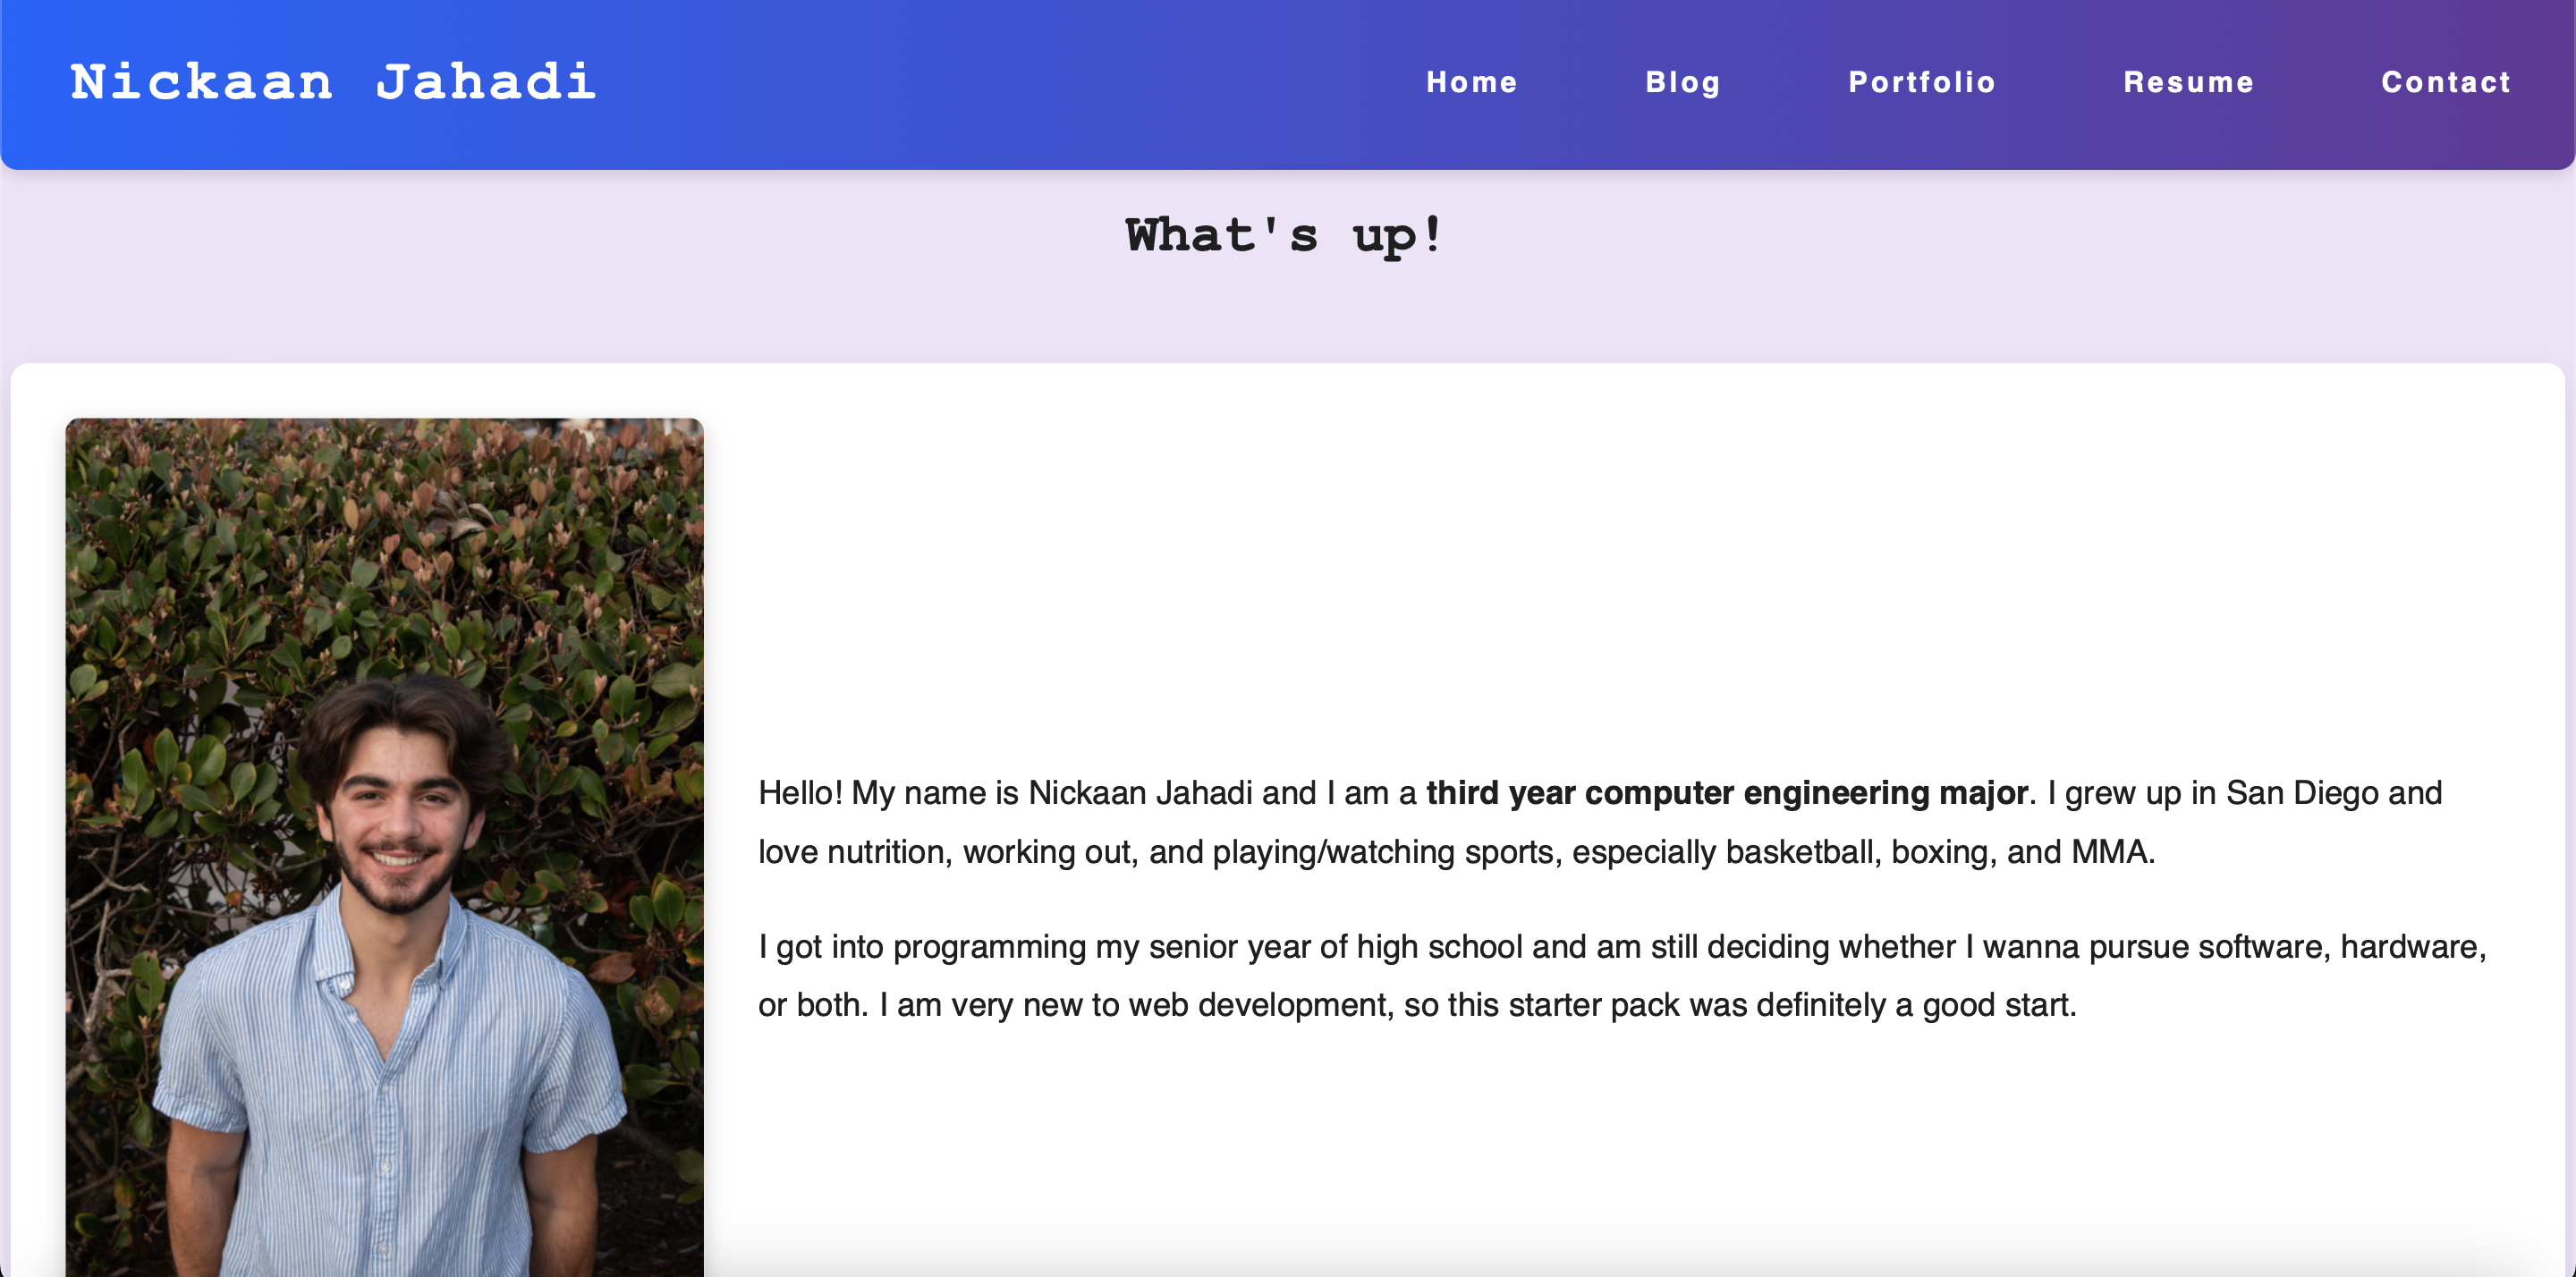 Nickaan Jahadi
Home Blog Portfolio Resume Contact
What's up!
Hello! My name is Nickaan Jahadi and I am a third year computer engineering major. I grew up in San Diego and
love nutrition, working out, and playing/watching sports, especially basketball, boxing, and MMA.
I got into programming my senior year of high school and am still deciding whether I wanna pursue software, hardware,
or both. I am very new to web development, so this starter pack was definitely a good start.